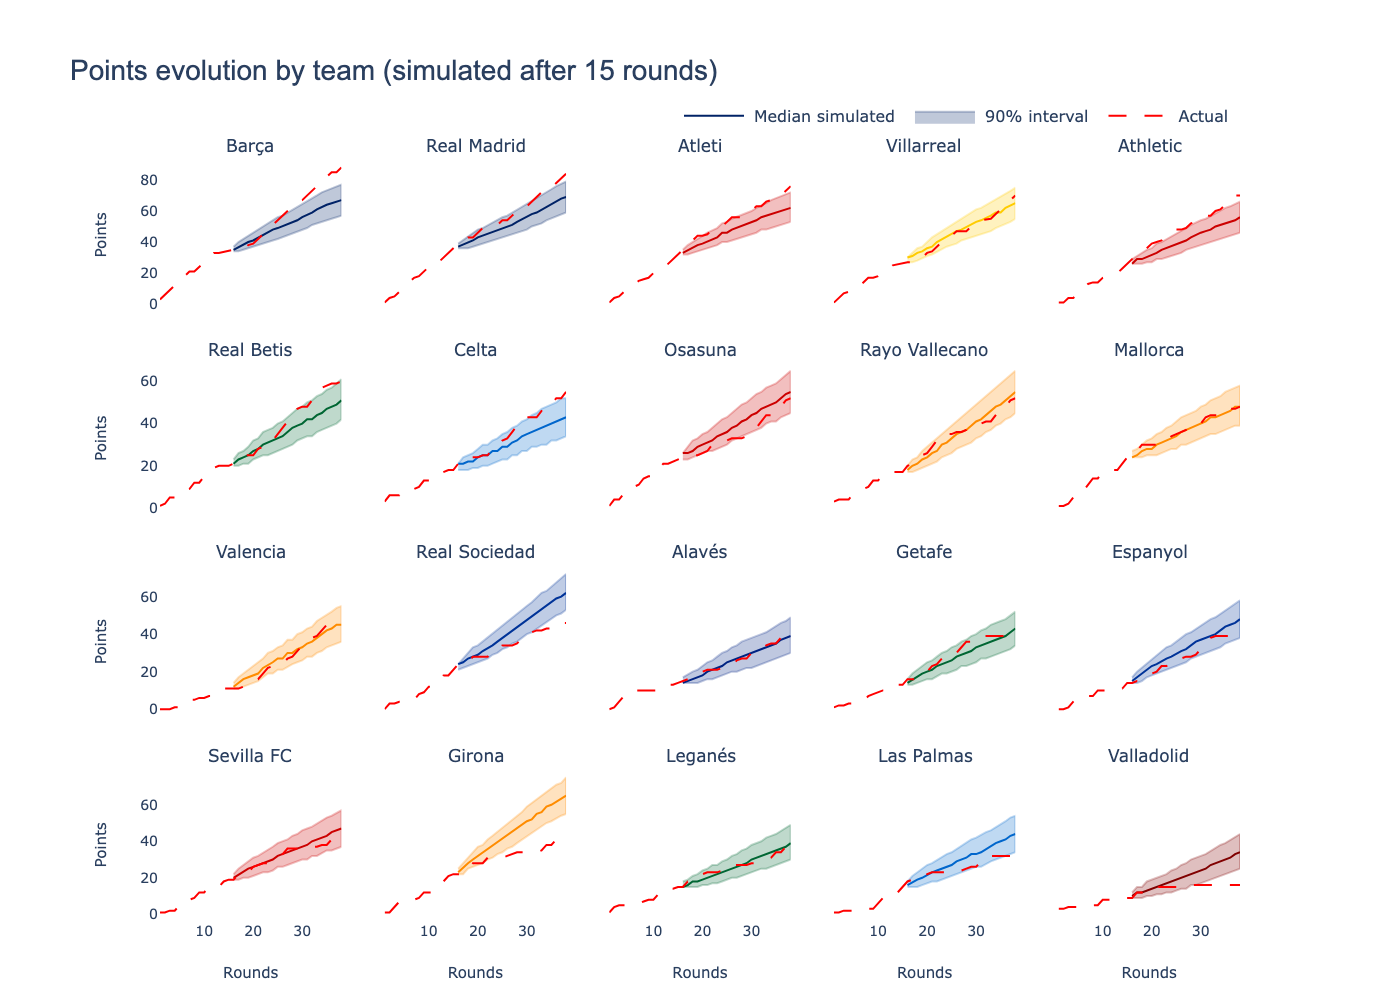 Points evolution by team (simulated after 15 rounds)
Median simulated 90% interval Actual
Barça Real Madrid Atleti Villarreal Athletic
80
60
40
20
0
Points
Real Betis Celta Osasuna Rayo Vallecano Mallorca
60
40
20
0
Points
Valencia Real Sociedad Alavés Getafe Espanyol
60
40
20
0
Points
Sevilla FC Girona Leganés Las Palmas Valladolid
60
40
20
0
Points
10 20 30 10 20 30 10 20 30 10 20 30 10 20 30
Rounds Rounds Rounds Rounds Rounds